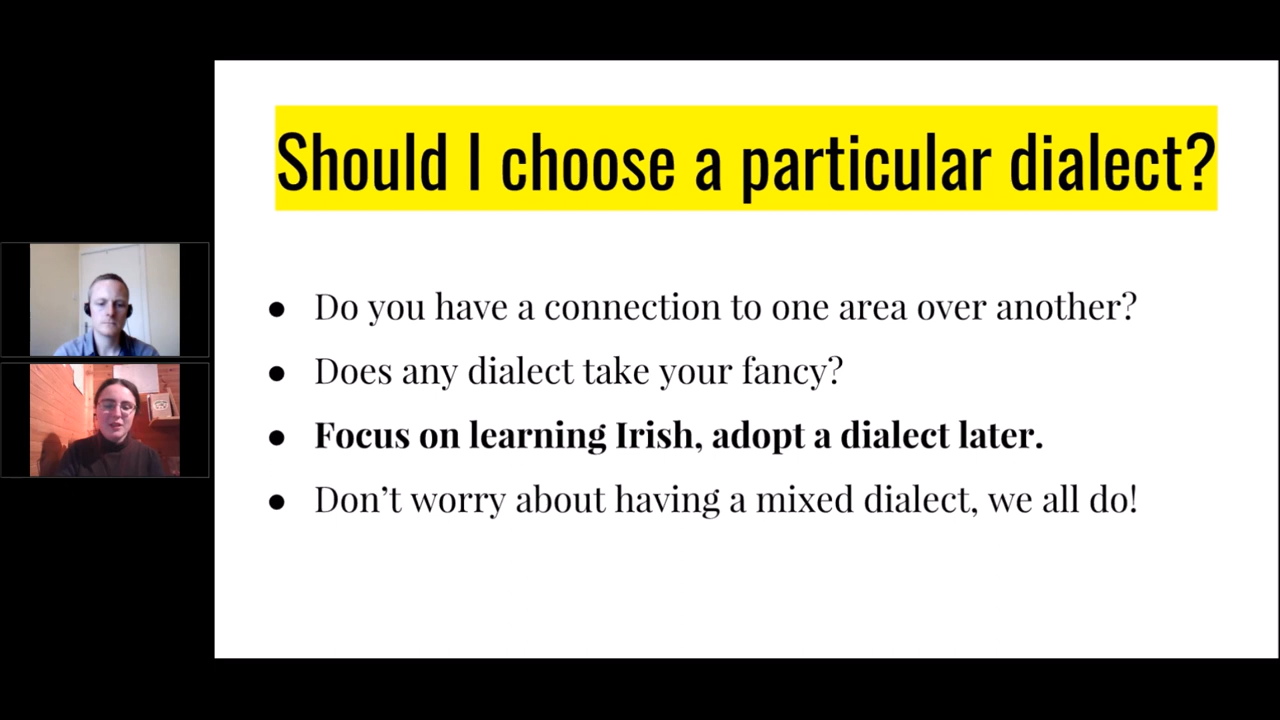 Should I choose a particular dialect?
● Do you have a connection to one area over another?
● Does any dialect take your fancy?
● Focus on learning Irish, adopt a dialect later.
● Don’t worry about having a mixed dialect, we all do!